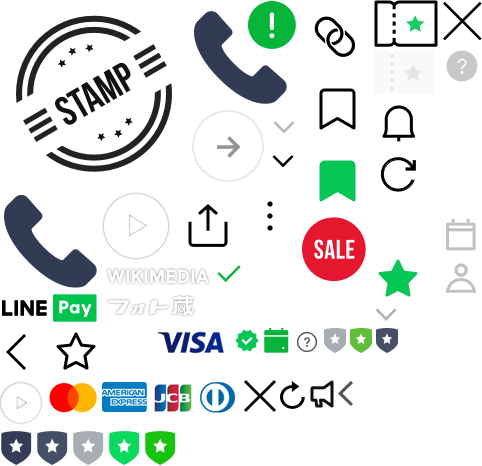 STAMP
SALE
WIKIMEDIA
フォト蔵
LINE Pay
VISA
AMERICAN EXPRESS
JCB